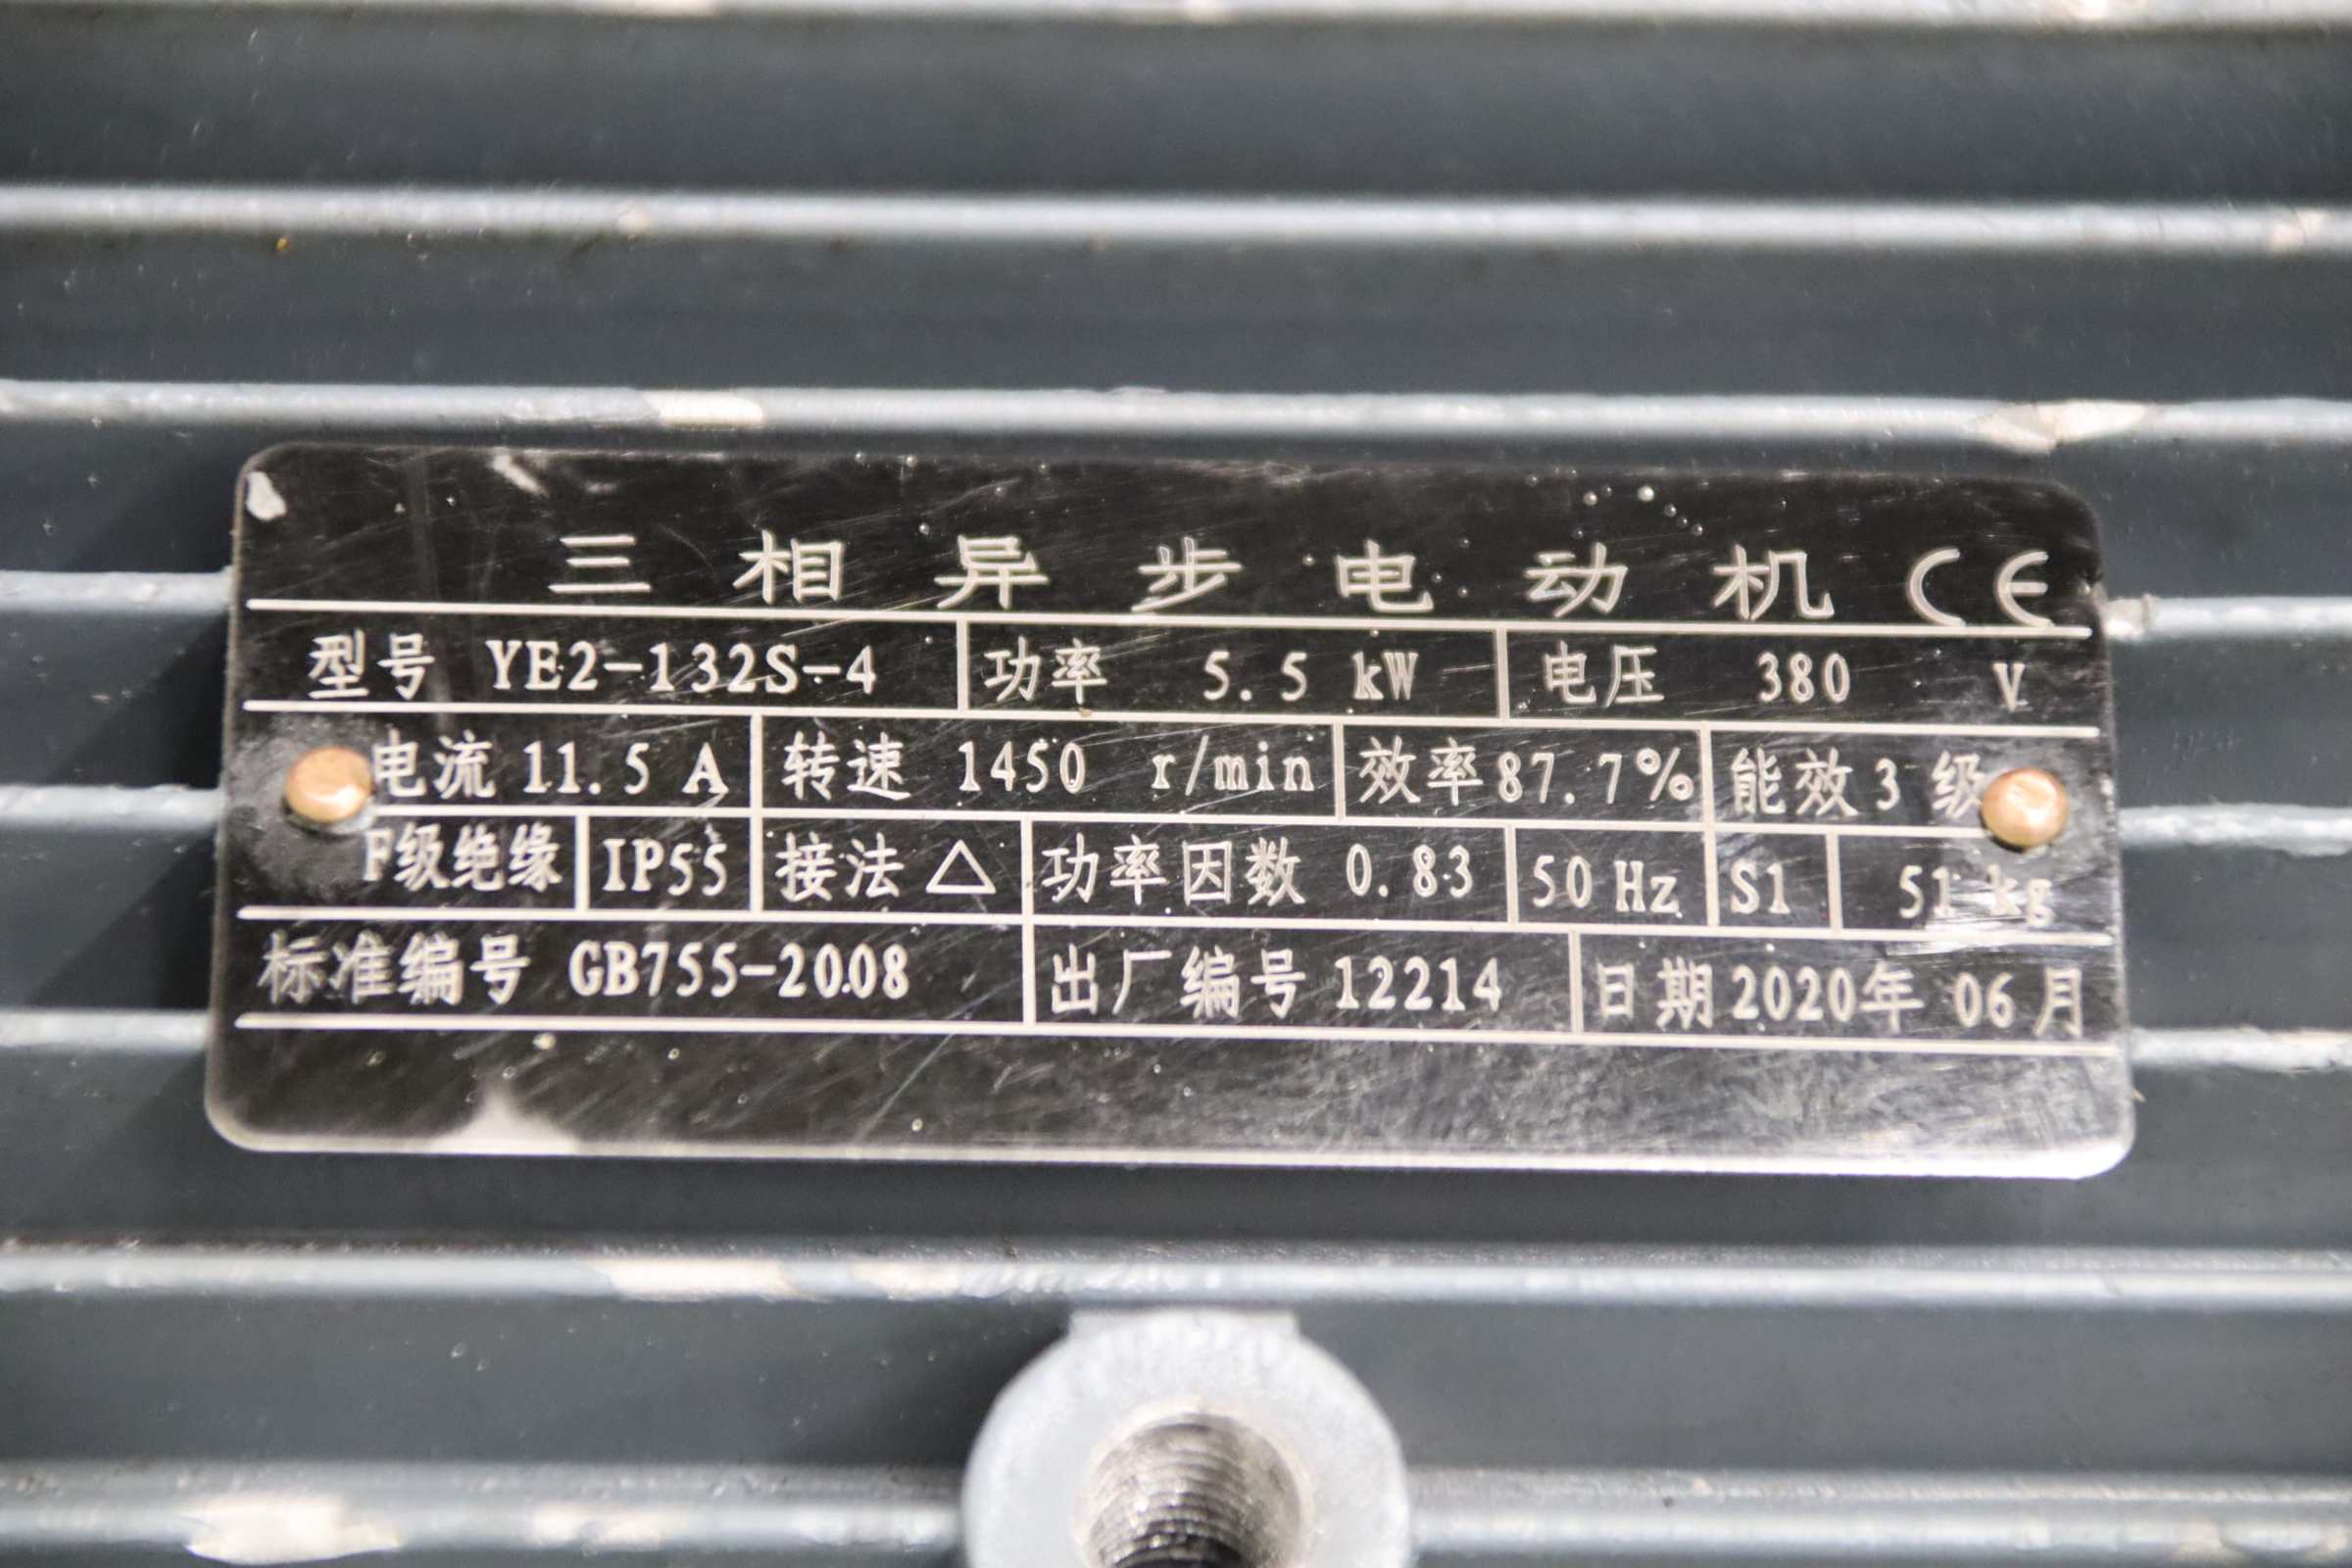 三相异步电动机 CE
型号 YE2-132S-4 功率 5.5 kW 电压 380 V
电流 11.5 A 转速 1450 r/min 效率 87.7% 能效 3 级
F级绝缘 IP55 接法 △ 功率因数 0.83 50 Hz S1 51 kg
标准编号 GB755-2008 出厂编号 12214 日期 2020年 06 月